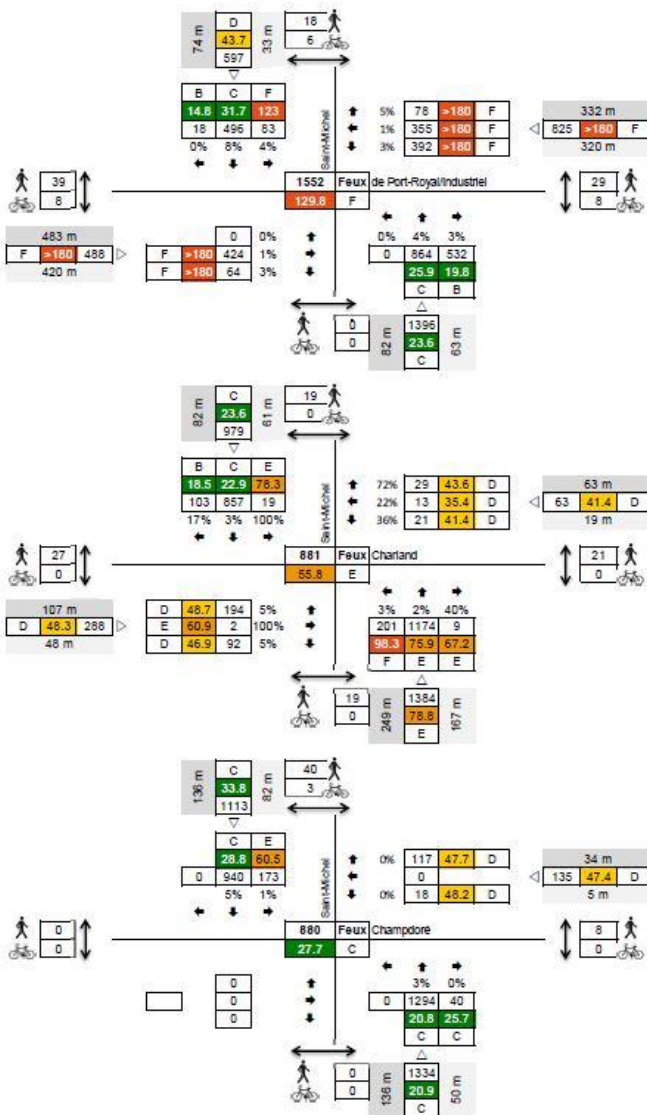 D 18
74 m 43.7 33 m 6
597
B C F
14.8 31.7 123
18 496 83
0% 8% 4%
Saint-Michel
5% 78 >180 F 332 m
1% 355 >180 F 825 >180 F
3% 392 >180 F 320 m
39 1552 Feux de Port-Royal/Industriel 29
8 129.8 F 8
483 m 0 0% 0% 4% 3%
F >180 488 F >180 424 1% 0 864 532
420 m F >180 64 3% 25.9 19.8
C B
0 1396
0 82 m 23.6 63 m
C
C 19
82 m 23.6 61 m 0
979
B C E
18.5 22.9 78.3
103 857 19
17% 3% 100%
Saint-Michel
72% 29 43.6 D 63 m
22% 13 35.4 D 63 41.4 D
36% 21 41.4 D 19 m
27 881 Feux Charland 21
0 55.8 E 0
107 m D 48.7 194 5% 3% 2% 40%
D 48.3 288 E 60.9 2 100% 201 1174 9
48 m D 46.9 92 5% 98.3 75.9 67.2
F E E
19 1384
0 249 m 78.8 167 m
E
C 40
136 m 33.8 82 m 3
1113
C E
28.8 60.5
0 940 173
5% 1%
Saint-Michel
0% 117 47.7 D 34 m
0 135 47.4 D
0% 18 48.2 D 5 m
0 880 Feux Champdoré 8
0 27.7 C 0
0 3% 0%
0 0 1294 40
0 20.8 25.7
C C
0 1334
0 136 m 20.9 50 m
C